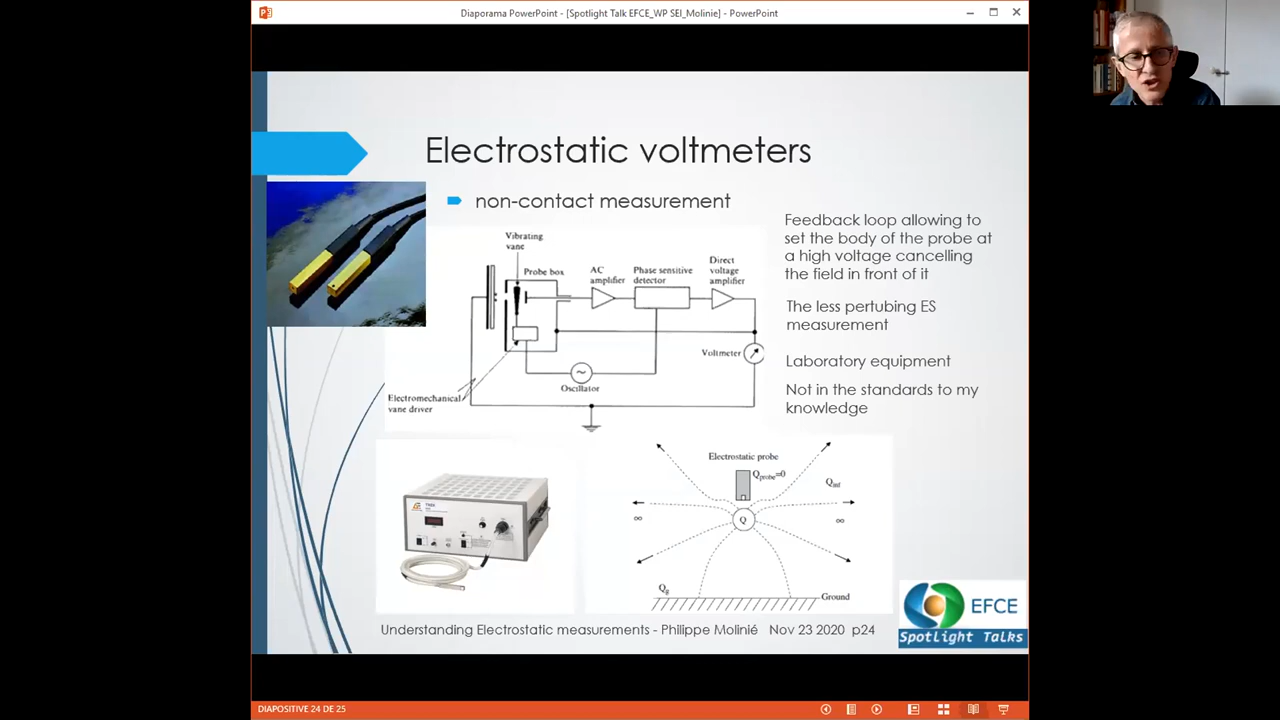 Diaporama PowerPoint - [Spotlight Talk EFCE_WP SEI_Molinie] - PowerPoint
Electrostatic voltmeters
non-contact measurement
Feedback loop allowing to
set the body of the probe at
a high voltage cancelling
the field in front of it
The less pertubing ES
measurement
Laboratory equipment
Not in the standards to my
knowledge
Vibrating
vane
Probe box
AC
amplifier
Phase sensitive
detector
Direct
voltage
amplifier
Voltmeter
Oscillator
Electromechanical
vane driver
Electrostatic probe
Qprobe=0
Qinf
∞
Q
∞
Qg
Ground
EFCE
Spotlight Talks
Understanding Electrostatic measurements - Philippe Molinié Nov 23 2020 p24
DIAPOSITIVE 24 DE 25